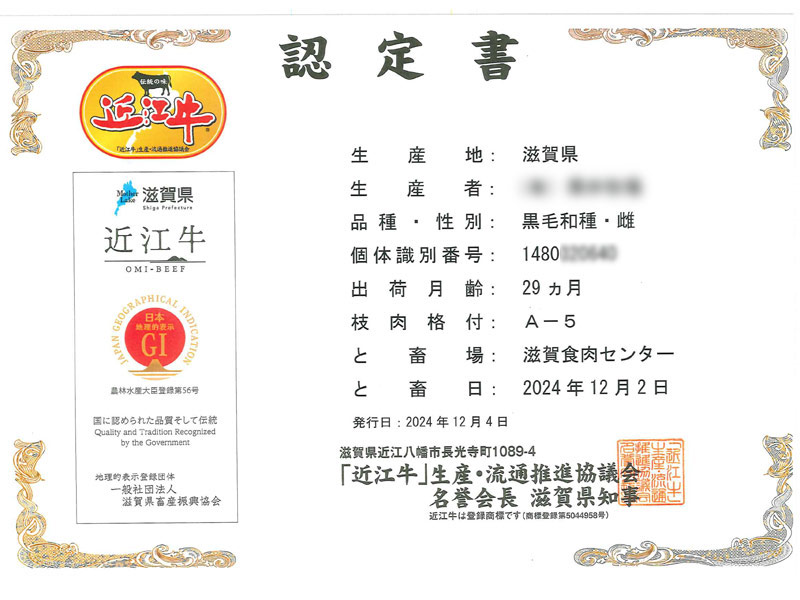 認定書
伝統の味
近江牛
「近江牛」生産・流通推進協議会
Mother Lake
滋賀県
Shiga Prefecture
近江牛
OMI-BEEF
JAPAN GEOGRAPHICAL INDICATION
日本
地理的表示
GI
農林水産大臣登録第56号
国に認められた品質そして伝統
Quality and Tradition Recognized
by the Government
地理的表示登録団体
一般社団法人
滋賀県畜産振興協会
生産地：滋賀県
生産者：
品種・性別：黒毛和種・雌
個体識別番号：1480
出荷月齢：29ヵ月
枝肉格付：A－5
と畜場：滋賀食肉センター
と畜日：2024年12月2日
発行日：2024年12月4日
滋賀県近江八幡市長光寺町1089-4
「近江牛」生産・流通推進協議会
名誉会長 滋賀県知事
近江牛は登録商標です(商標登録第5044958号)